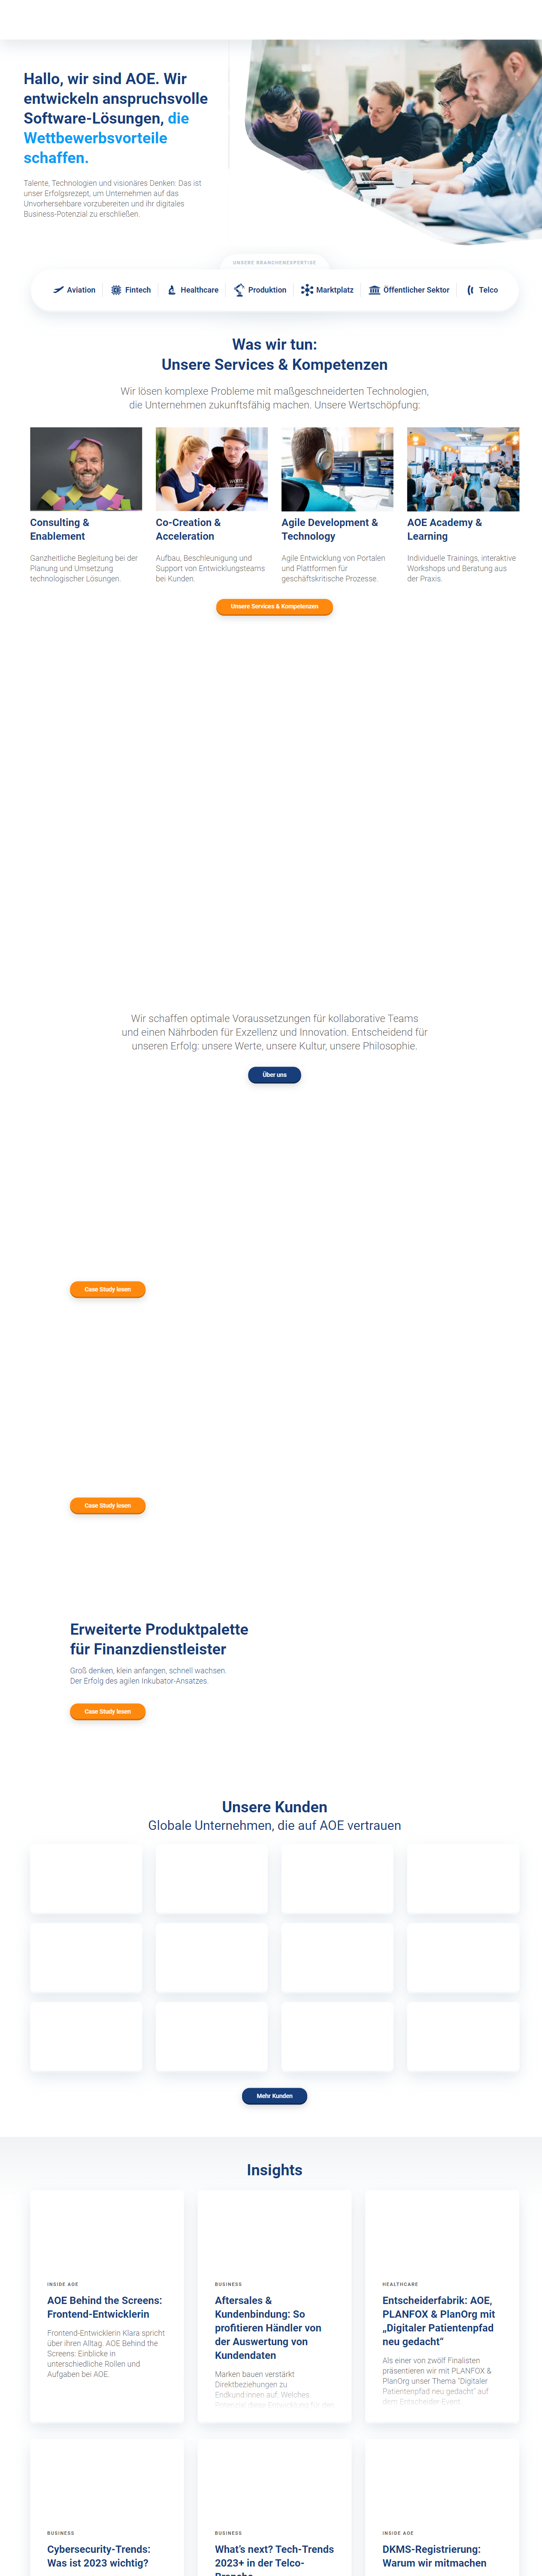 Hallo, wir sind AOE. Wir
entwickeln anspruchsvolle
Software-Lösungen, die
Wettbewerbsvorteile
schaffen.
Talente, Technologien und visionäres Denken: Das ist
unser Erfolgsrezept, um Unternehmen auf das
Unvorhersehbare vorzubereiten und ihr digitales
Business-Potenzial zu erschließen.
UNSERE BRANCHENEXPERTISE
Aviation
Fintech
Healthcare
Produktion
Marktplatz
Öffentlicher Sektor
Telco
Was wir tun:
Unsere Services & Kompetenzen
Wir lösen komplexe Probleme mit maßgeschneiderten Technologien,
die Unternehmen zukunftsfähig machen. Unsere Wertschöpfung:
Consulting &
Enablement
Ganzheitliche Begleitung bei der
Planung und Umsetzung
technologischer Lösungen.
Co-Creation &
Acceleration
Aufbau, Beschleunigung und
Support von Entwicklungsteams
bei Kunden.
Agile Development &
Technology
Agile Entwicklung von Portalen
und Plattformen für
geschäftskritische Prozesse.
AOE Academy &
Learning
Individuelle Trainings, interaktive
Workshops und Beratung aus
der Praxis.
Unsere Services & Kompetenzen
Wir schaffen optimale Voraussetzungen für kollaborative Teams
und einen Nährboden für Exzellenz und Innovation. Entscheidend für
unseren Erfolg: unsere Werte, unsere Kultur, unsere Philosophie.
Über uns
Case Study lesen
Case Study lesen
Erweiterte Produktpalette
für Finanzdienstleister
Groß denken, klein anfangen, schnell wachsen.
Der Erfolg des agilen Inkubator-Ansatzes.
Case Study lesen
Unsere Kunden
Globale Unternehmen, die auf AOE vertrauen
Mehr Kunden
Insights
INSIDE AOE
AOE Behind the Screens:
Frontend-Entwicklerin
Frontend-Entwicklerin Klara spricht
über ihren Alltag. AOE Behind the
Screens: Einblicke in
unterschiedliche Rollen und
Aufgaben bei AOE.
BUSINESS
Aftersales &
Kundenbindung: So
profitieren Händler von
der Auswertung von
Kundendaten
Marken bauen verstärkt
Direktbeziehungen zu
Endkund:innen auf. Welches
Potenzial diese Entwicklung für den
HEALTHCARE
Entscheiderfabrik: AOE,
PLANFOX & PlanOrg mit
„Digitaler Patientenpfad
neu gedacht“
Als einer von zwölf Finalisten
präsentieren wir mit PLANFOX &
PlanOrg unser Thema "Digitaler
Patientenpfad neu gedacht" auf
dem Entscheider-Event.
BUSINESS
Cybersecurity-Trends:
Was ist 2023 wichtig?
BUSINESS
What's next? Tech-Trends
2023+ in der Telco-
Branche
INSIDE AOE
DKMS-Registrierung:
Warum wir mitmachen